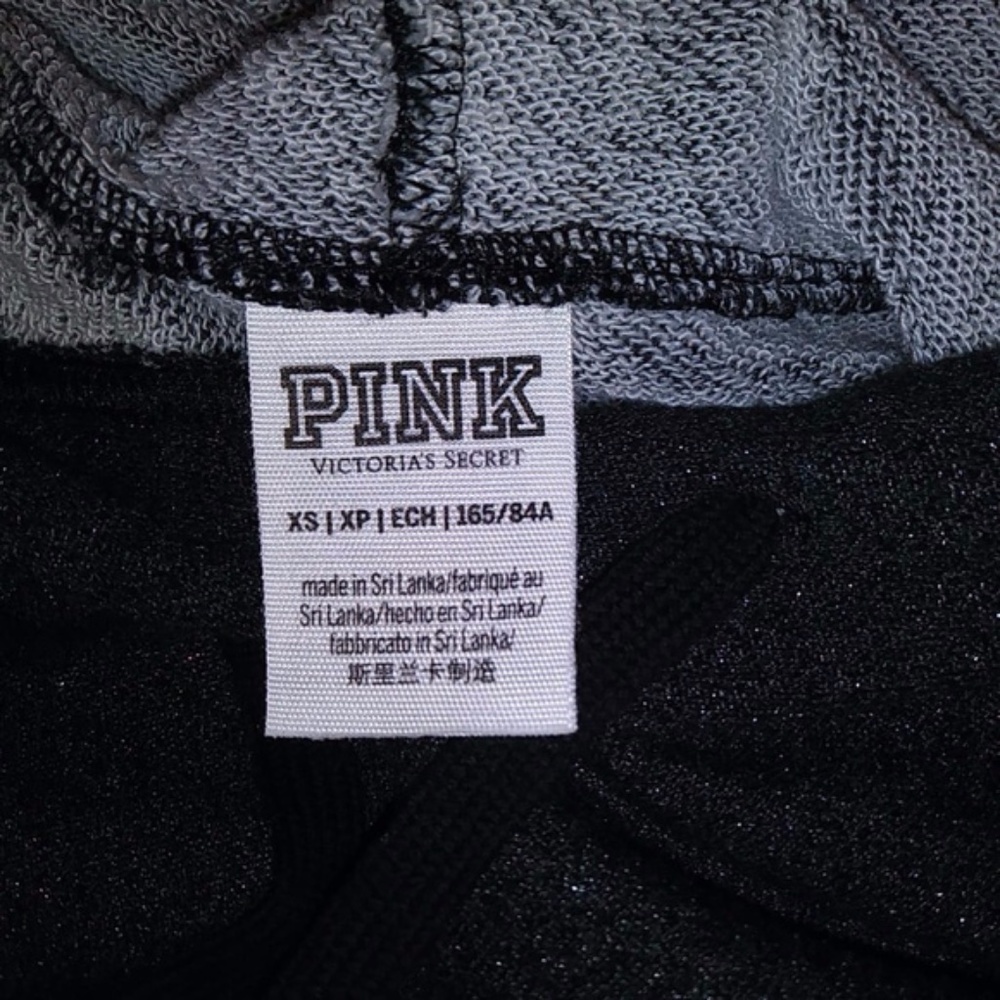 PINK
VICTORIA'S SECRET
XS | XP | ECH | 165/84A
made in Sri Lanka/fabriqué au
Sri Lanka/hecho en Sri Lanka/
fabbricato in Sri Lanka/
斯里兰卡制造